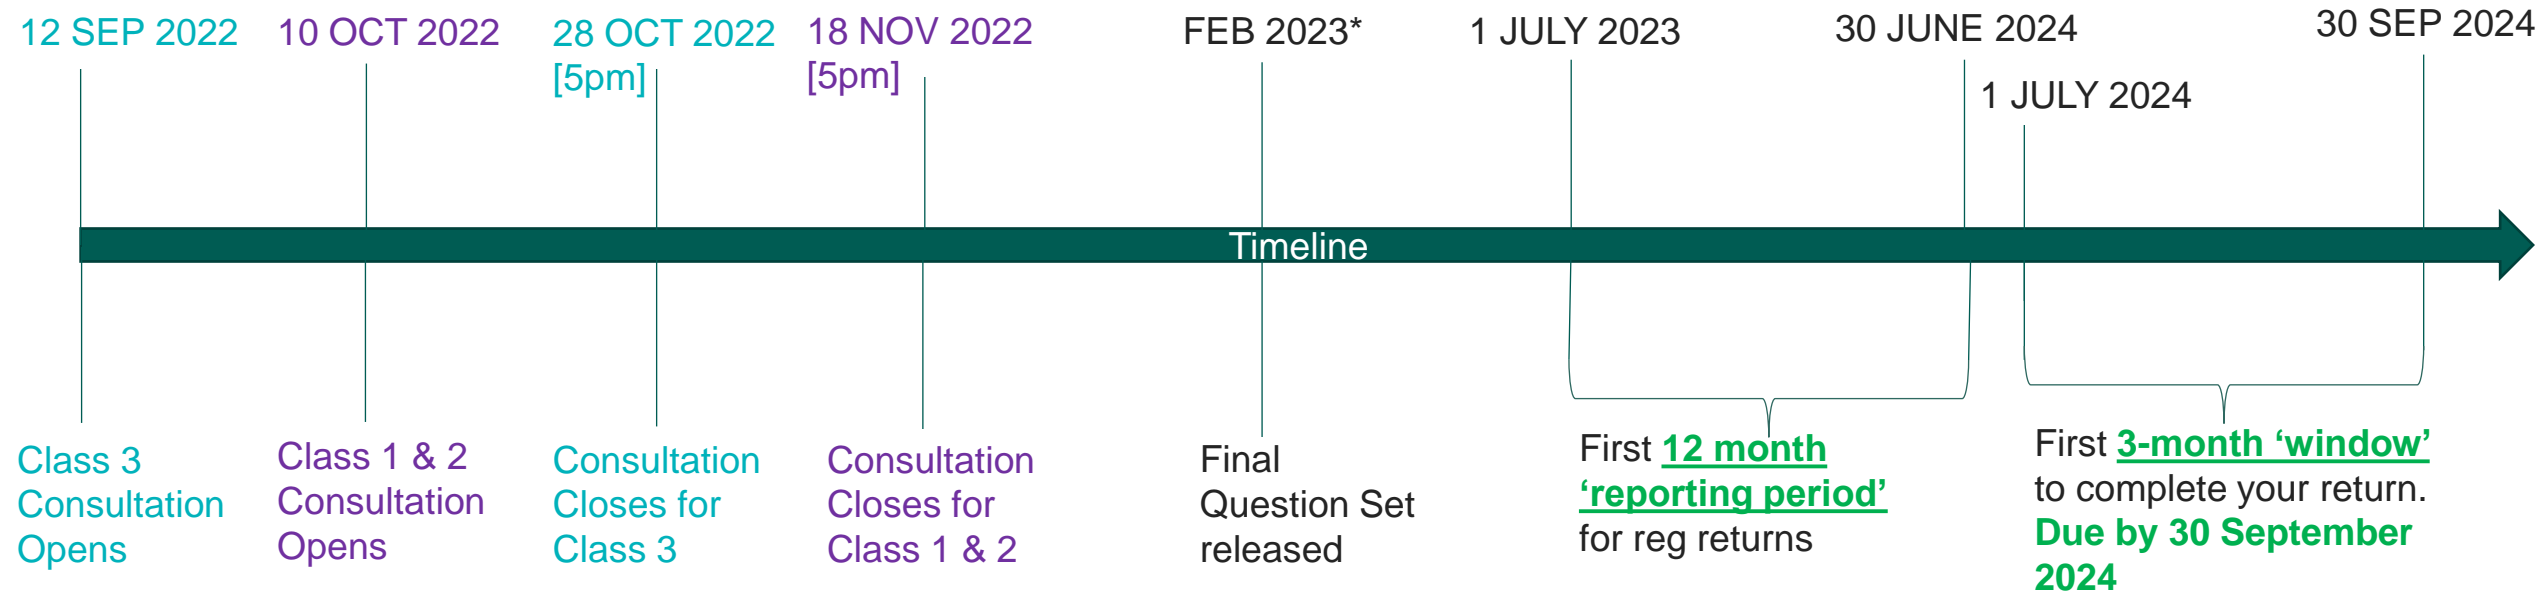 12 SEP 2022
10 OCT 2022
28 OCT 2022
[5pm]
18 NOV 2022
[5pm]
FEB 2023*
1 JULY 2023
30 JUNE 2024
1 JULY 2024
30 SEP 2024
Timeline
Class 3
Consultation
Opens
Class 1 & 2
Consultation
Opens
Consultation
Closes for
Class 3
Consultation
Closes for
Class 1 & 2
Final
Question Set
released
First 12 month
‘reporting period’
for reg returns
First 3-month ‘window’
to complete your return.
Due by 30 September
2024